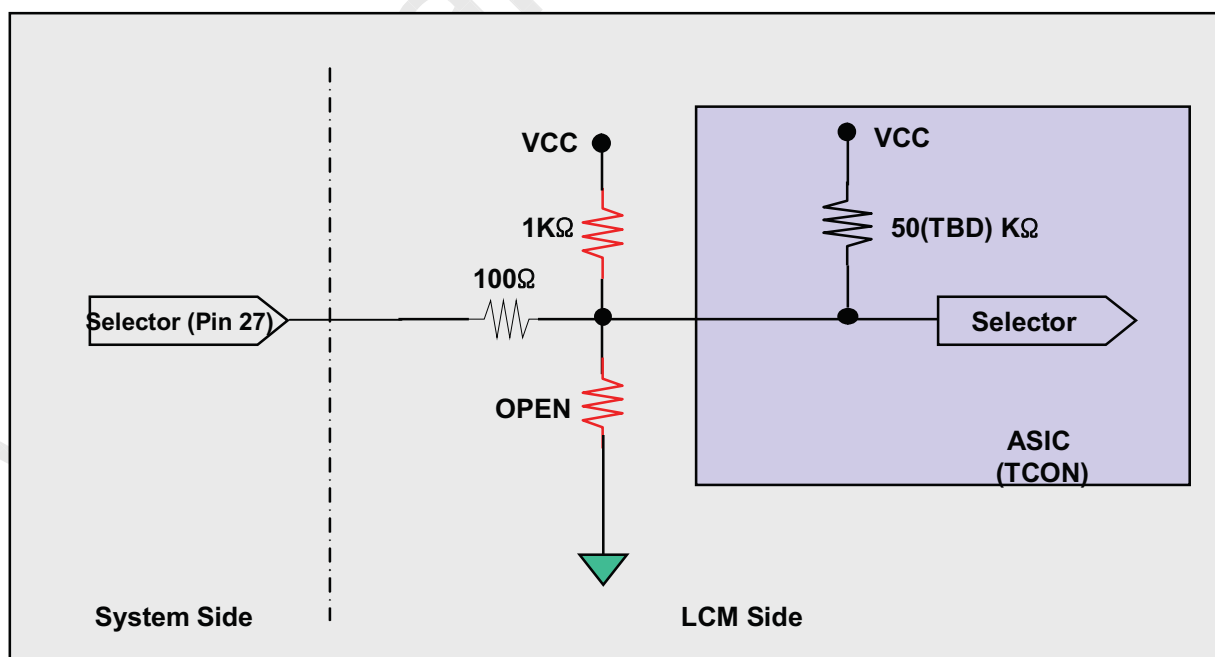 VCC
VCC
1KΩ
50(TBD) KΩ
100Ω
Selector (Pin 27)
Selector
OPEN
ASIC
(TCON)
System Side
LCM Side